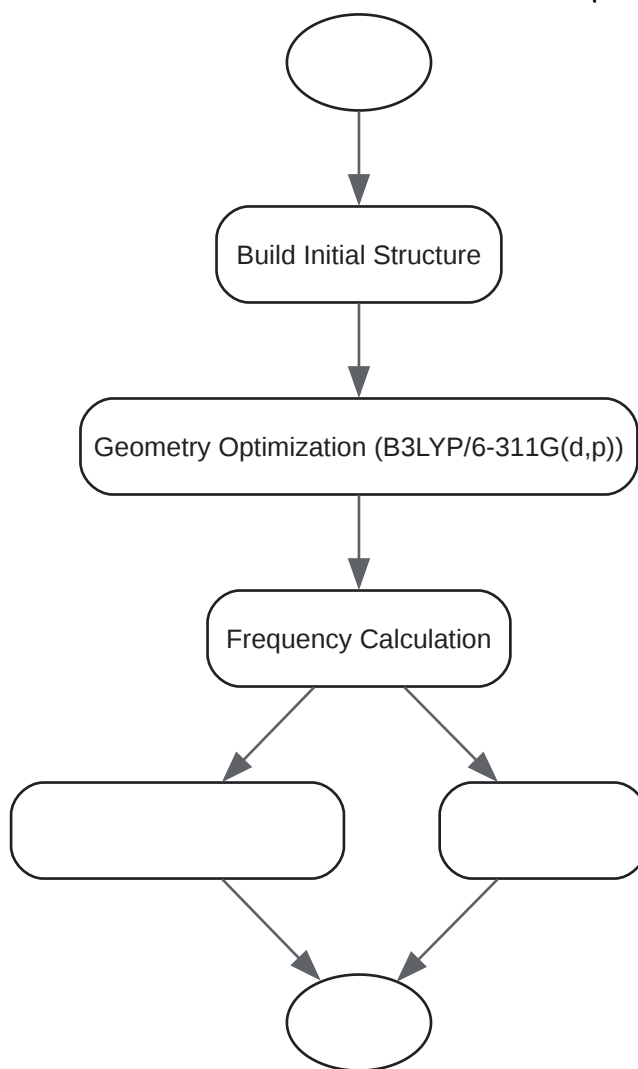 Build Initial Structure
Geometry Optimization (B3LYP/6-311G(d,p))
Frequency Calculation